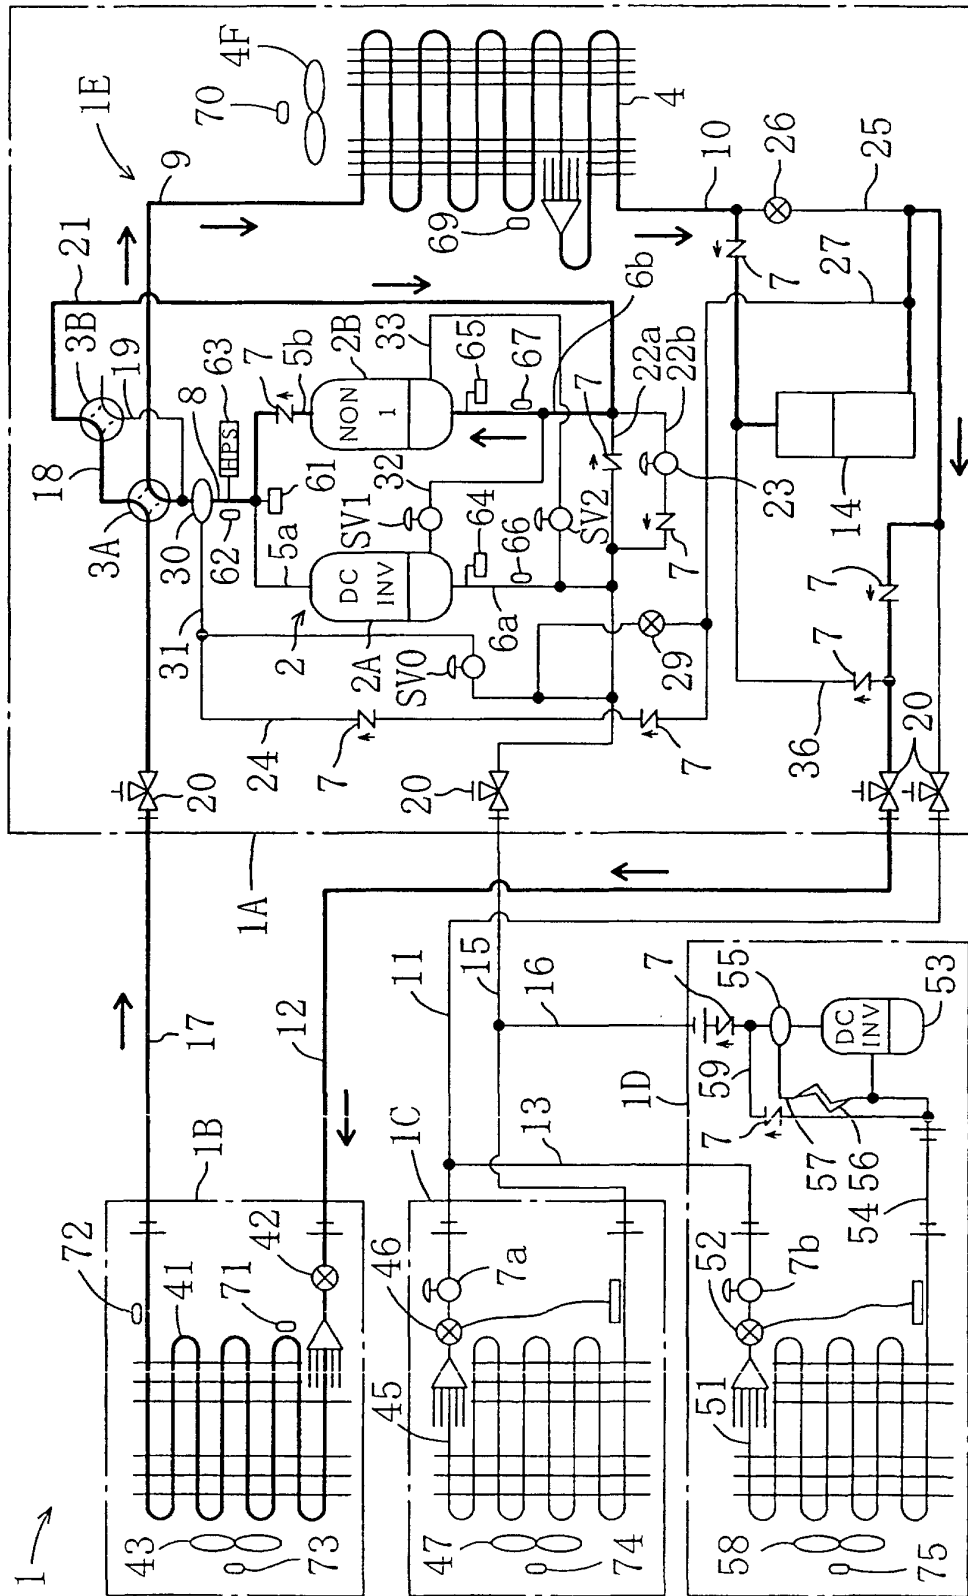 1
1E
70
4F
9
4
69
10
26
25
27
7
21
3B
19
18
3A
8
63
HPS
7
5b
2B
NON
1
33
65
67
6b
22a
22b
7
23
7
14
30
62
61
5a
32
SV1
64
66
SV2
DC
INV
2
2A
6a
SV0
31
24
7
29
7
36
7
7
20
20
20
1A
17
12
11
15
16
13
1B
72
41
71
42
43
73
1C
46
7a
45
47
74
1D
7
55
53
DC
INV
59
7
57
56
54
52
7b
51
58
75